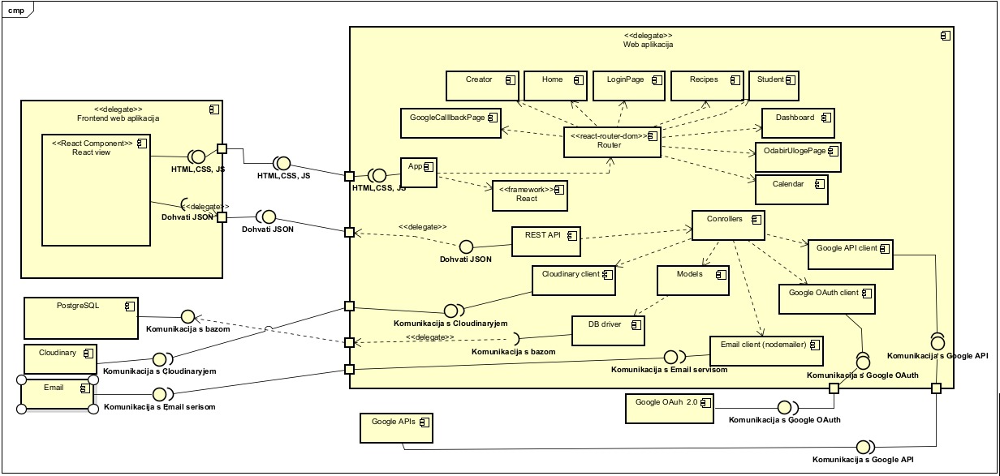 cmp
<<delegate>>
Web aplikacija
Creator
Home
LoginPage
Recipes
Student
GoogleCalllbackPage
<<react-router-dom>>
Router
Dashboard
OdabirUlogePage
Calendar
App
<<framework>>
React
HTML,CSS, JS
<<delegate>>
Frontend web aplikacija
<<React Component>>
React view
HTML,CSS, JS
HTML,CSS, JS
<<delegate>>
Dohvati JSON
Dohvati JSON
<<delegate>>
Dohvati JSON
REST API
Conrollers
Google API client
Cloudinary client
Models
Google OAuth client
DB driver
Email client (nodemailer)
Komunikacija s Cloudinaryjem
<<delegate>>
Komunikacija s bazom
Komunikacija s Email servisom
Komunikacija s Google API
Komunikacija s Google OAuth
PostgreSQL
Komunikacija s bazom
Cloudinary
Komunikacija s Cloudinaryjem
Email
Komunikacija s Email serisom
Google OAuh  2.0
Komunikacija s Google OAuth
Google APIs
Komunikacija s Google API